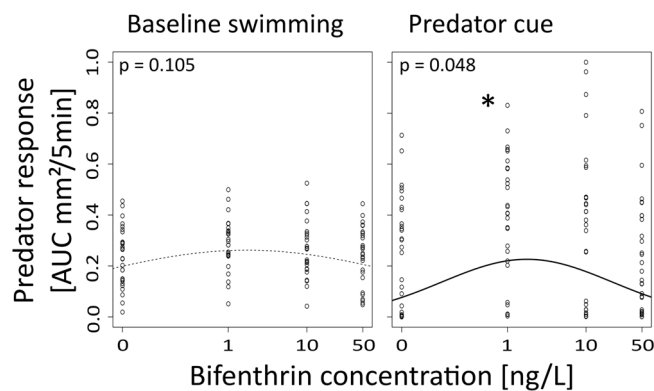 Baseline swimming
Predator cue
p = 0.105
p = 0.048
*
Predator response
[AUC mm²/5min]
0.0 0.2 0.4 0.6 0.8 1.0
0 1 10 50
0 1 10 50
Bifenthrin concentration [ng/L]